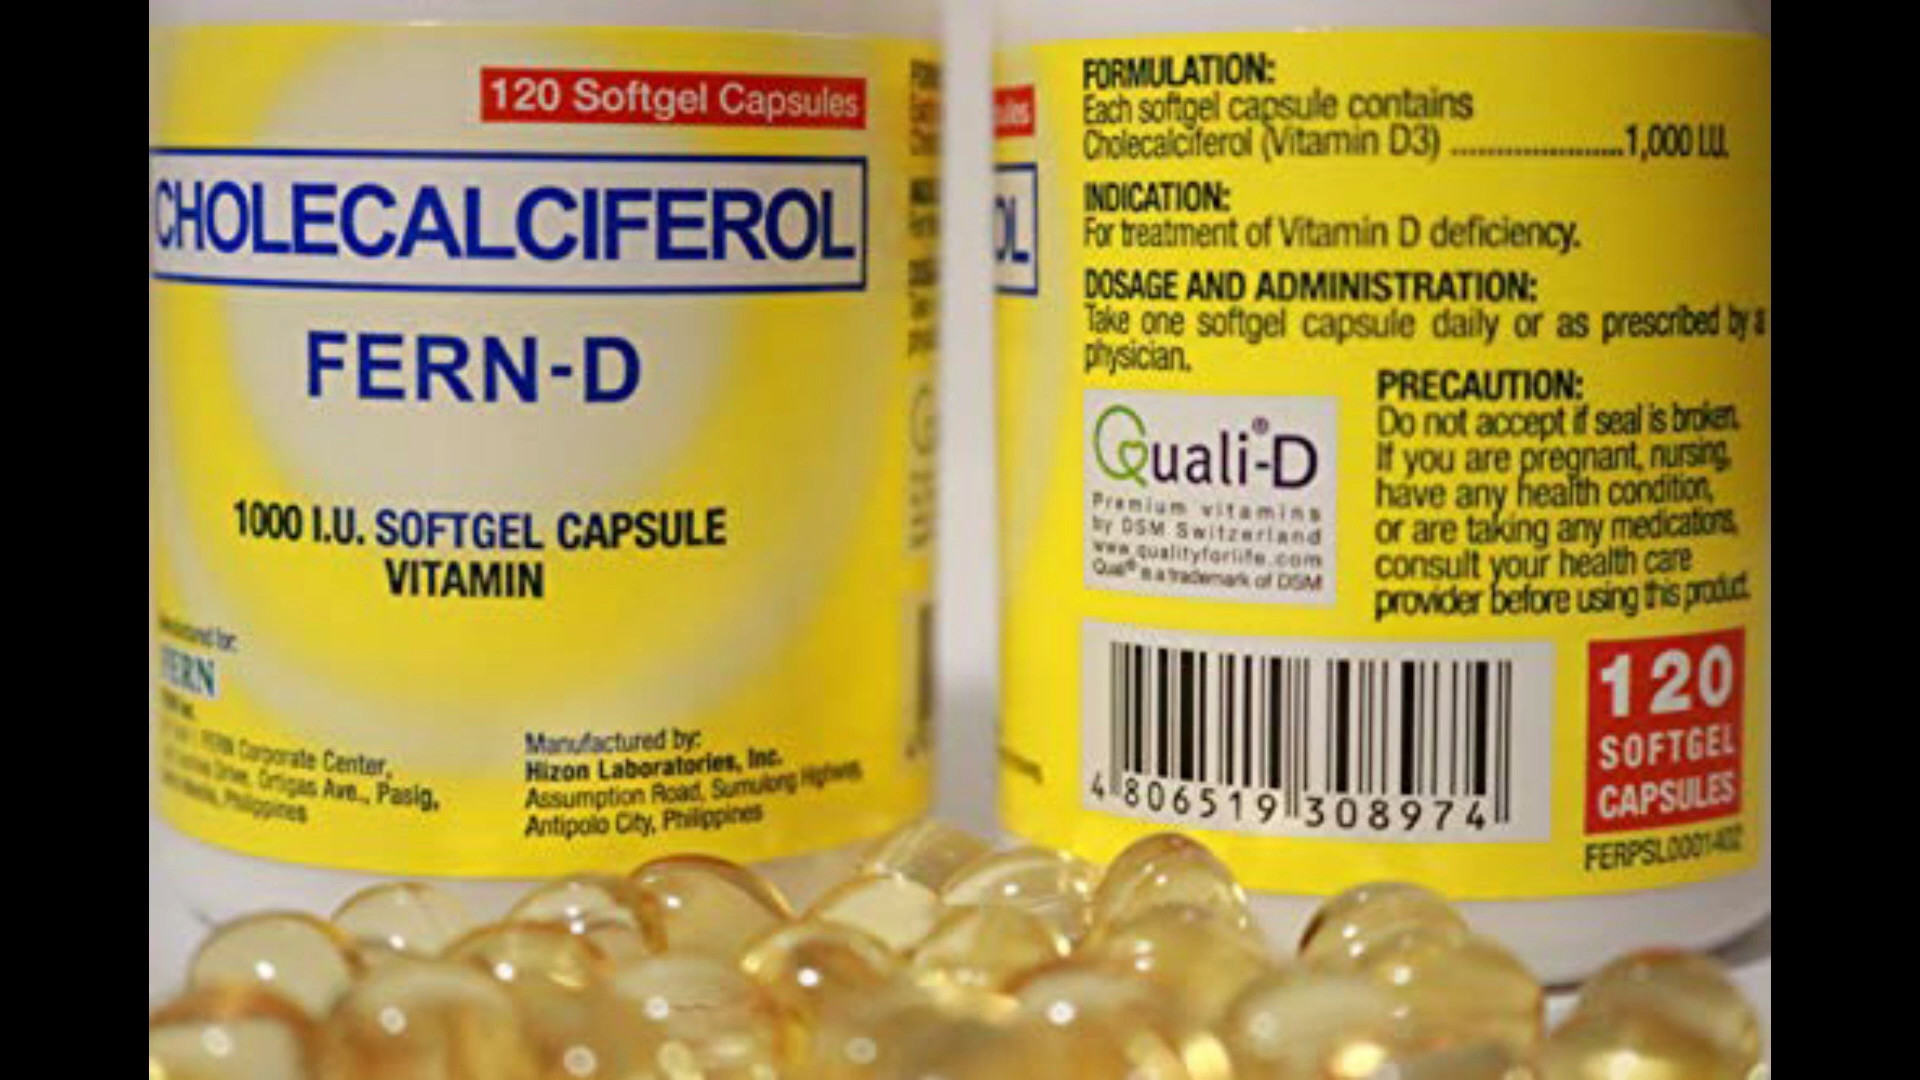 120 Softgel Capsules
CHOLECALCIFEROL
FERN-D
1000 I.U. SOFTGEL CAPSULE
VITAMIN
FERN
Corporate Center,
Ortigas Ave., Pasig,
Philippines
Manufactured by:
Hizon Laboratories, Inc.
Assumption Road, Sumulong Highway,
Antipolo City, Philippines
OL
FORMULATION:
Each softgel capsule contains
Cholecalciferol (Vitamin D3) ......................1,000 I.U.
INDICATION:
For treatment of Vitamin D deficiency.
DOSAGE AND ADMINISTRATION:
Take one softgel capsule daily or as prescribed by a
physician.
Quali®-D
Premium vitamins
by DSM Switzerland
www.qualityforlife.com
Quali® is a trademark of DSM
PRECAUTION:
Do not accept if seal is broken.
If you are pregnant, nursing,
have any health condition,
or are taking any medications,
consult your health care
provider before using this product.
4 806519 308974
120
SOFTGEL
CAPSULES
FERPSL0001402